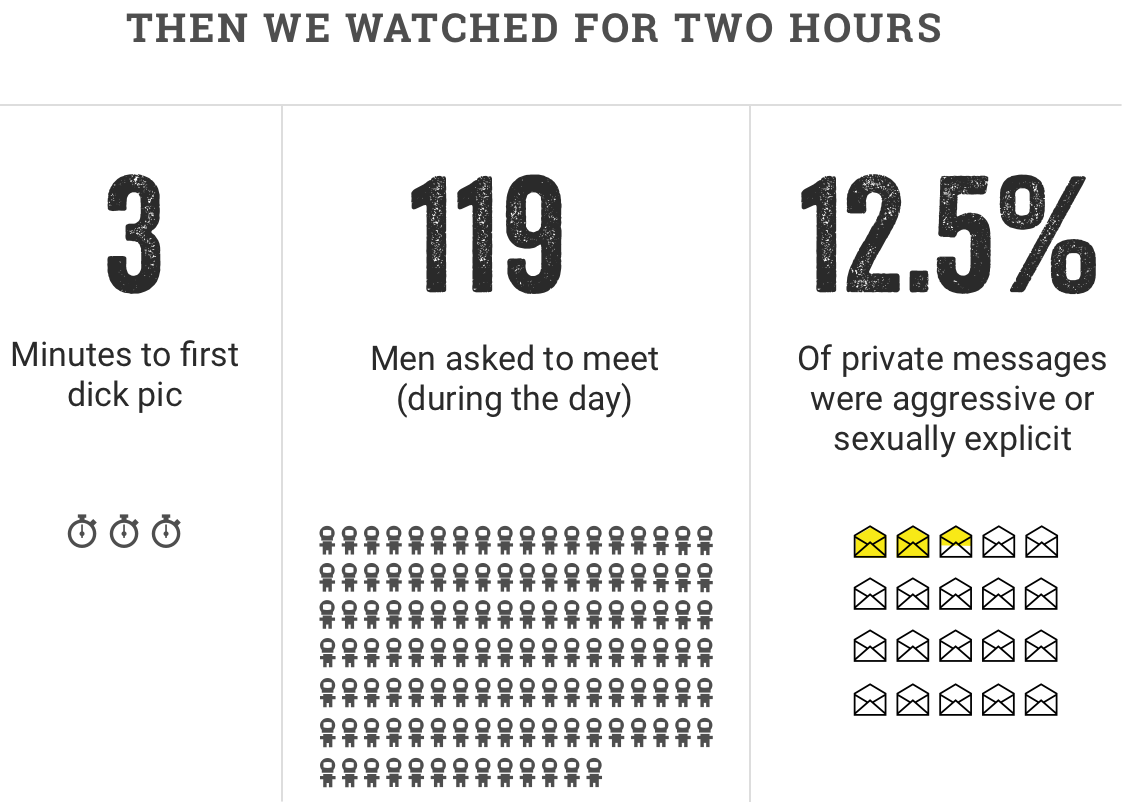 THEN WE WATCHED FOR TWO HOURS
3
Minutes to first
dick pic
119
Men asked to meet
(during the day)
12.5%
Of private messages
were aggressive or
sexually explicit